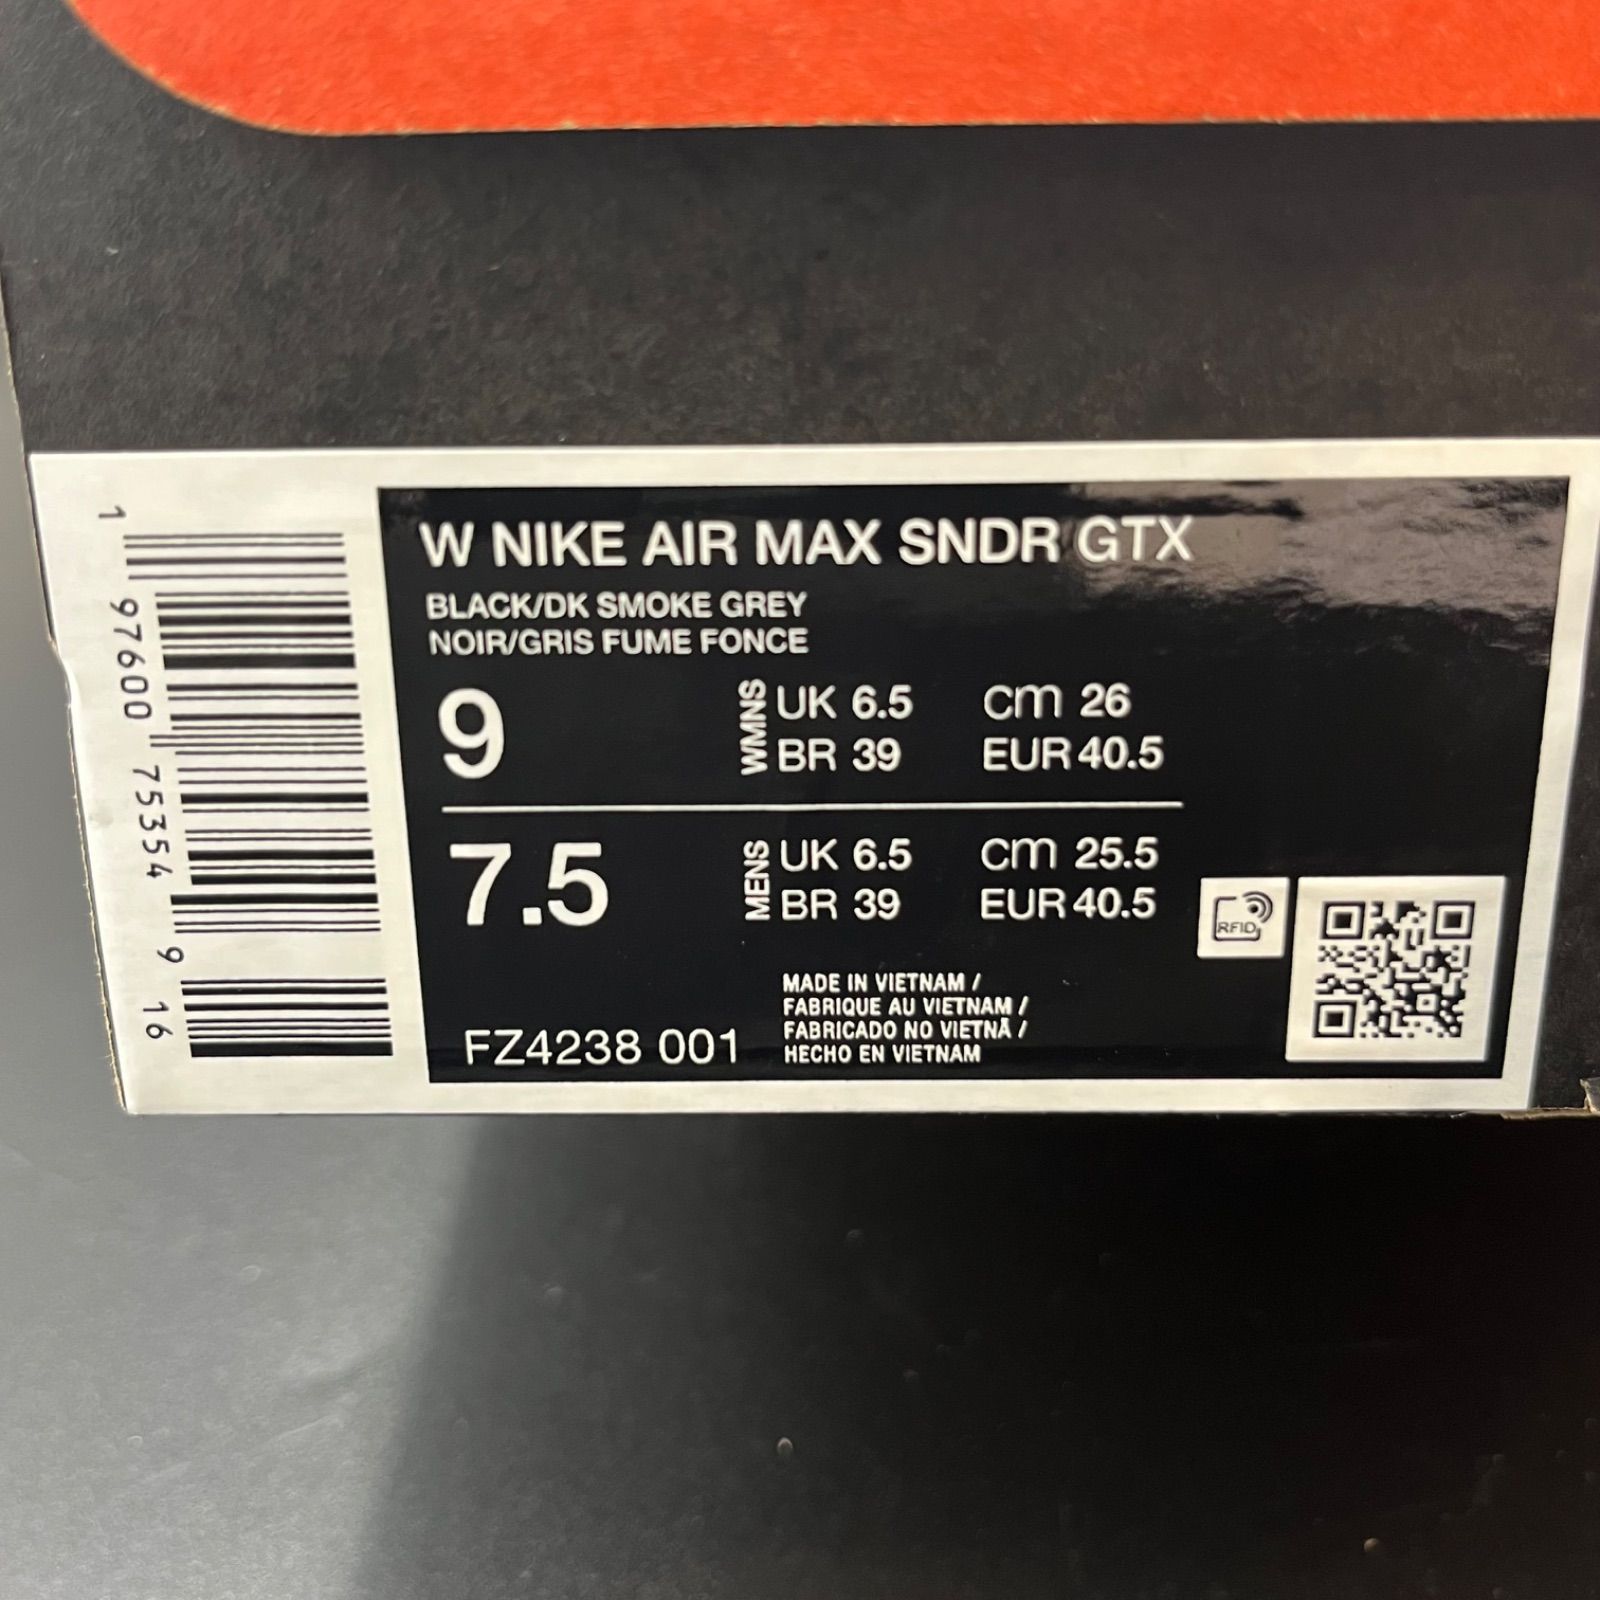 W NIKE AIR MAX SNDR GTX
BLACK/DK SMOKE GREY
NOIR/GRIS FUME FONCE
9 WMNS UK 6.5 CM 26
BR 39 EUR 40.5
7.5 MENS UK 6.5 CM 25.5
BR 39 EUR 40.5
RFID
FZ4238 001
MADE IN VIETNAM /
FABRIQUE AU VIETNAM /
FABRICADO NO VIETNÃ /
HECHO EN VIETNAM
1 97600 75354 9 16